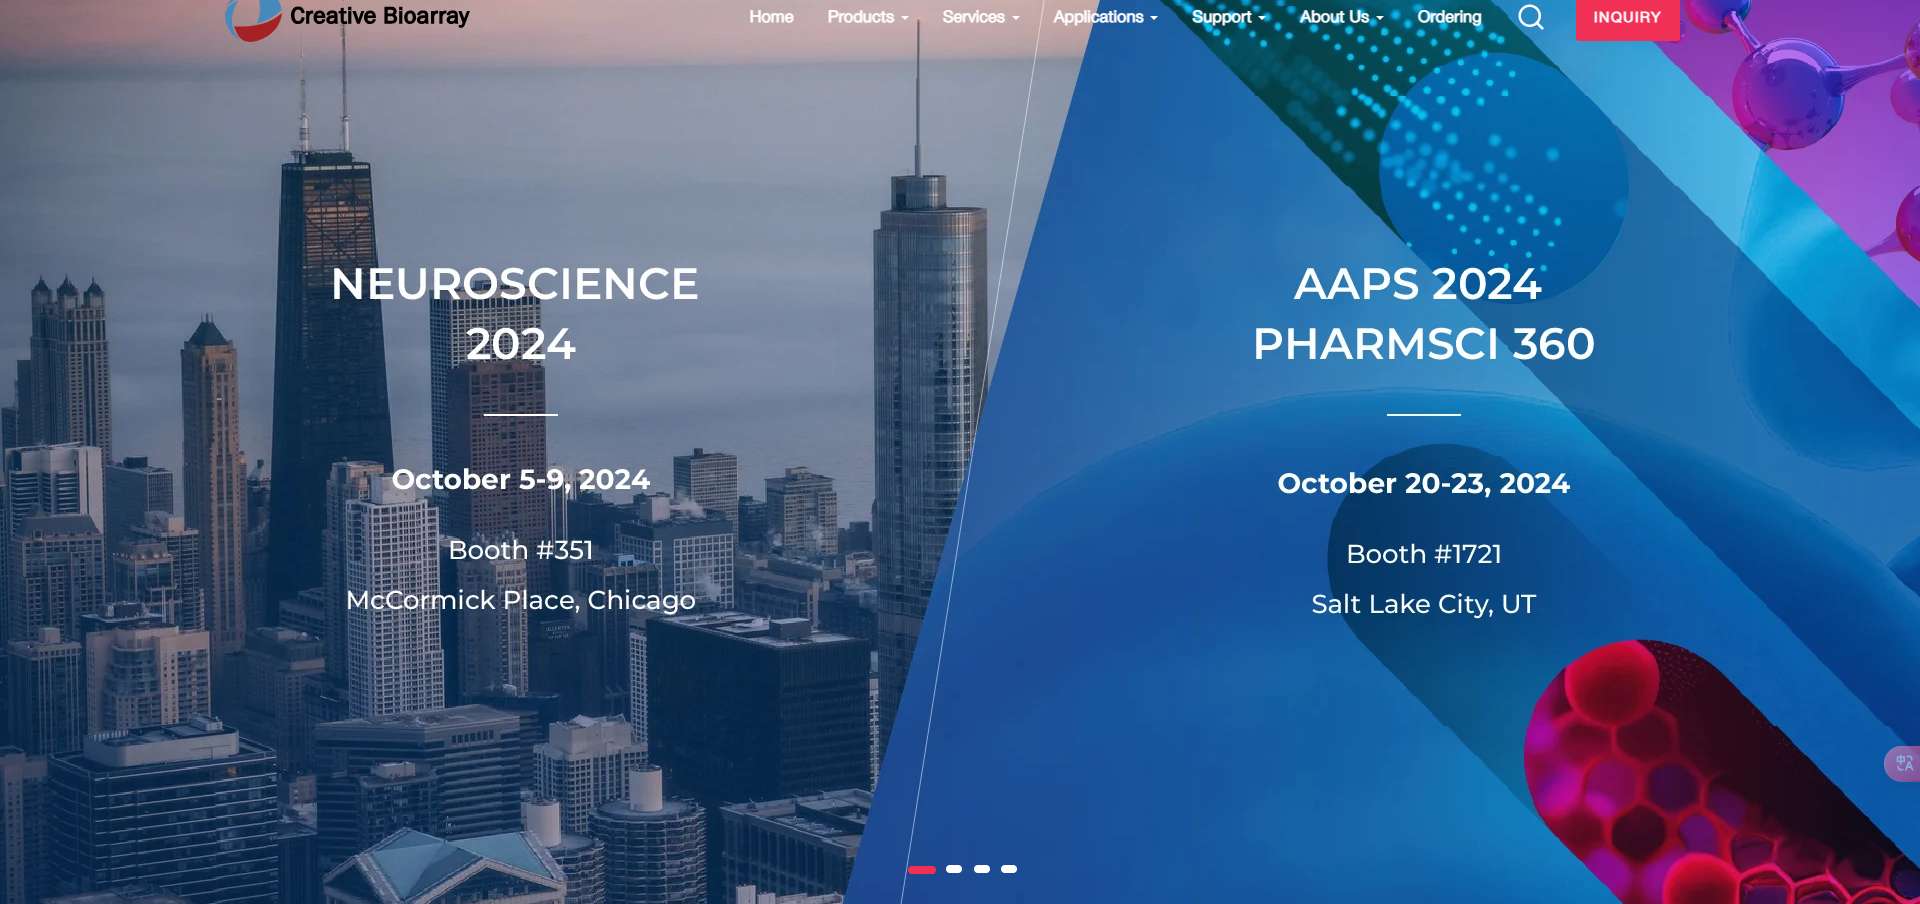 Creative Bioarray
Home Products Services Applications Support About Us Ordering INQUIRY
NEUROSCIENCE
2024
October 5-9, 2024
Booth #351
McCormick Place, Chicago
AAPS 2024
PHARMSCI 360
October 20-23, 2024
Booth #1721
Salt Lake City, UT